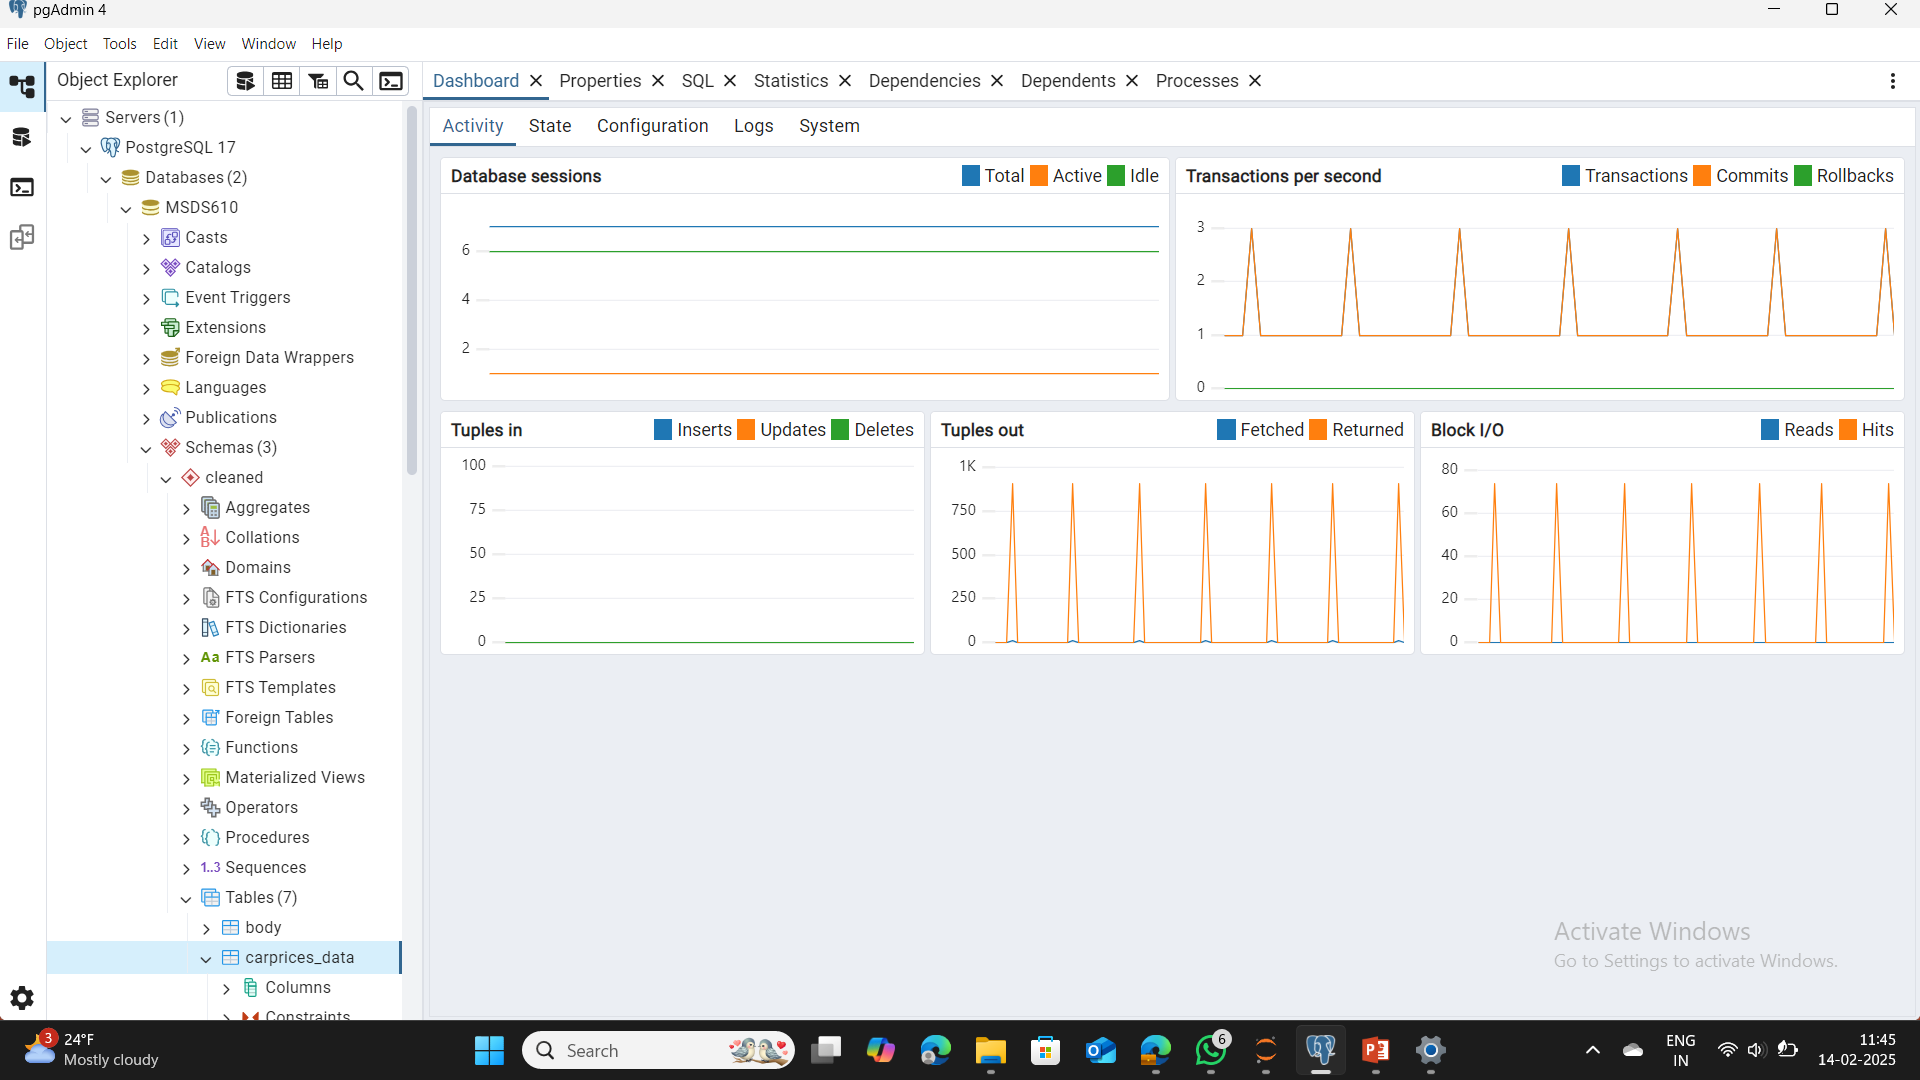 pgAdmin 4
File Object Tools Edit View Window Help
Object Explorer
Dashboard Properties SQL Statistics Dependencies Dependents Processes
Servers (1)
PostgreSQL 17
Databases (2)
MSDS610
Casts
Catalogs
Event Triggers
Extensions
Foreign Data Wrappers
Languages
Publications
Schemas (3)
cleaned
Aggregates
Collations
Domains
FTS Configurations
FTS Dictionaries
Aa FTS Parsers
FTS Templates
Foreign Tables
Functions
Materialized Views
Operators
Procedures
1..3 Sequences
Tables (7)
body
carprices_data
Columns
Constraints
Activity State Configuration Logs System
Database sessions Total Active Idle
6
4
2
Transactions per second Transactions Commits Rollbacks
3
2
1
0
Tuples in Inserts Updates Deletes
100
75
50
25
0
Tuples out Fetched Returned
1K
750
500
250
0
Block I/O Reads Hits
80
60
40
20
0
Activate Windows
Go to Settings to activate Windows.
3 24°F
Mostly cloudy
Search
6
ENG
IN
11:45
14-02-2025